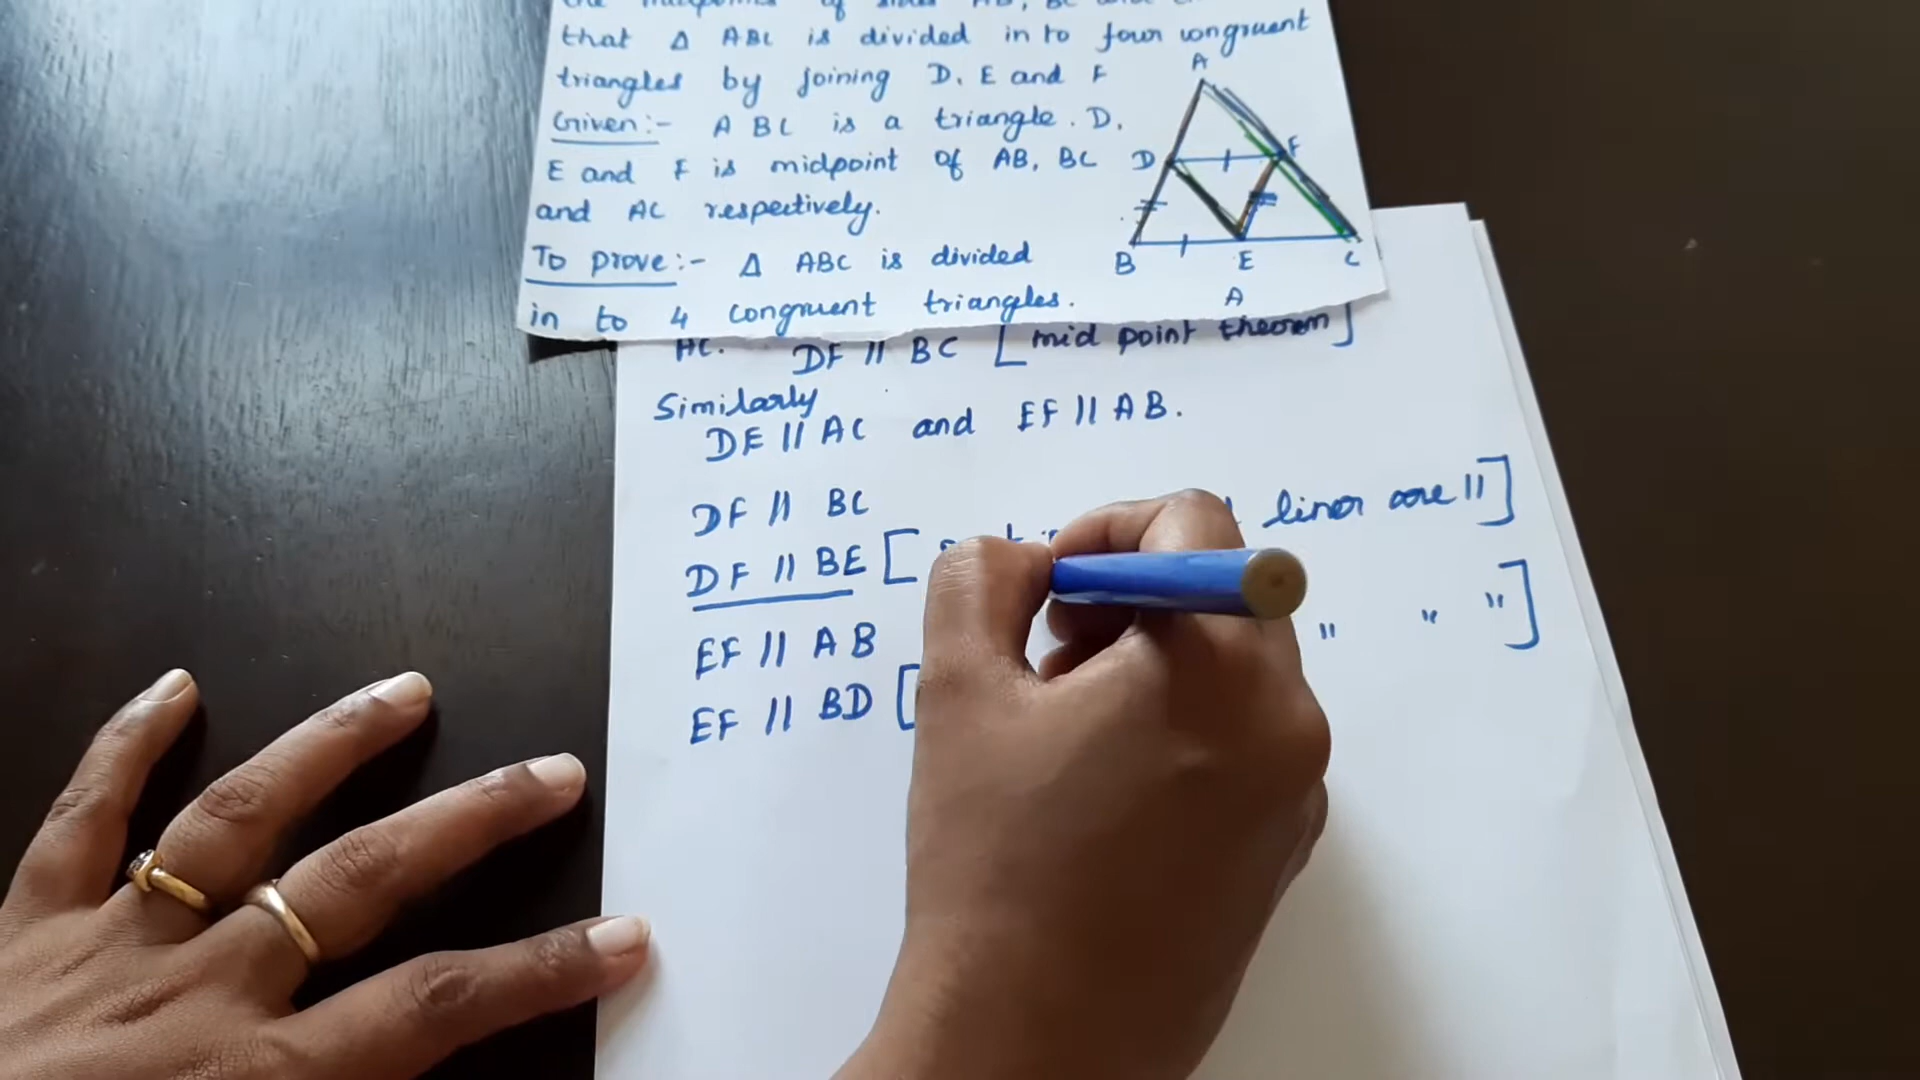 that Δ ABC is divided in to four congruent
triangles by joining D, E and F
Given:- ABC is a triangle. D,
E and F is midpoint of AB, BC
and AC respectively.
To prove:- Δ ABC is divided
in to 4 congruent triangles.
A
D
F
B
E
C
A
AC. DF || BC [mid point theorem]
Similarly
DE || AC and EF || AB.
DF || BC
DF || BE [ lines are ||]
EF || AB " " "]
EF || BD [